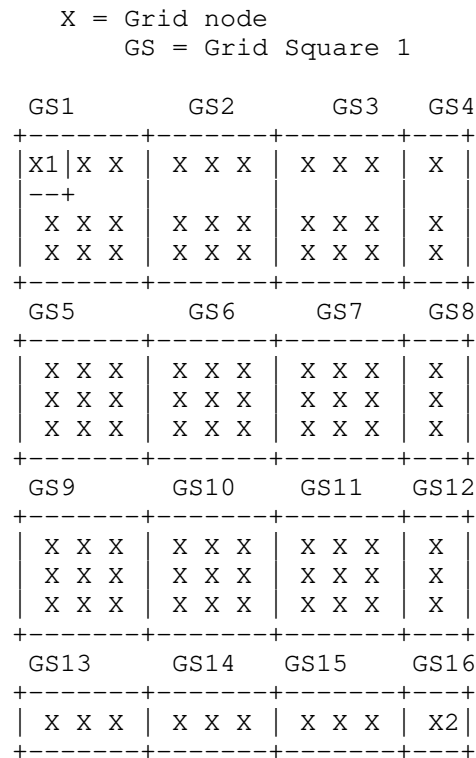 X = Grid node
GS = Grid Square 1
GS1 GS2 GS3 GS4
+-------+-------+-------+---+
|X1|X X | X X X | X X X | X |
|--+ | | | |
| X X X | X X X | X X X | X |
| X X X | X X X | X X X | X |
+-------+-------+-------+---+
GS5 GS6 GS7 GS8
+-------+-------+-------+---+
| X X X | X X X | X X X | X |
| X X X | X X X | X X X | X |
| X X X | X X X | X X X | X |
+-------+-------+-------+---+
GS9 GS10 GS11 GS12
+-------+-------+-------+---+
| X X X | X X X | X X X | X |
| X X X | X X X | X X X | X |
| X X X | X X X | X X X | X |
+-------+-------+-------+---+
GS13 GS14 GS15 GS16
+-------+-------+-------+---+
| X X X | X X X | X X X | X2|
+-------+-------+-------+---+